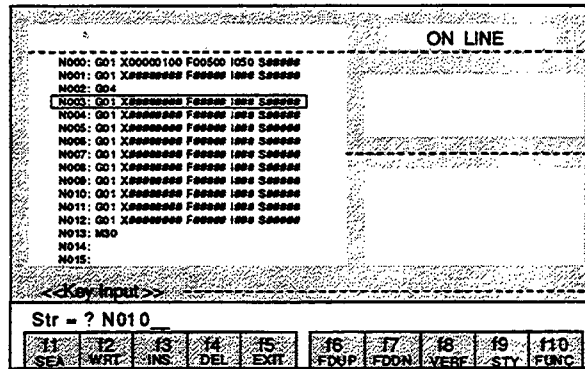 ON LINE
N000: G01 X00000100 F00500 I050 S#####
N001: G01 X######## F##### I### S#####
N002: G04
N003: G01 X######## F##### I### S#####
N004: G01 X######## F##### I### S#####
N005: G01 X######## F##### I### S#####
N006: G01 X######## F##### I### S#####
N007: G01 X######## F##### I### S#####
N008: G01 X######## F##### I### S#####
N009: G01 X######## F##### I### S#####
N010: G01 X######## F##### I### S#####
N011: G01 X######## F##### I### S#####
N012: G01 X######## F##### I### S#####
N013: M30
N014:
N015:
<<Key Input>>
Str = ? N010_
f1 f2 f3 f4 f5 f6 f7 f8 f9 f10
SEA WRT INS DEL EXIT FDUP FDDN VERF STY FUNC